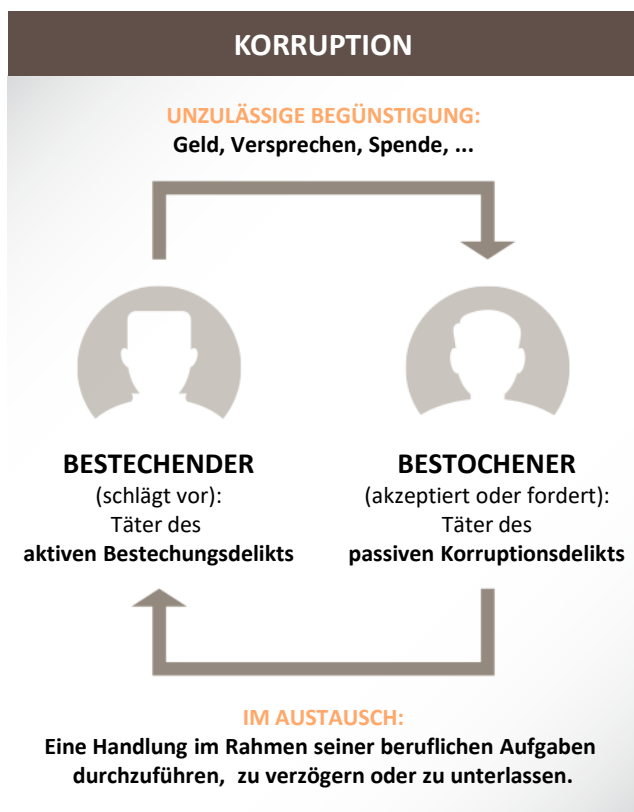 KORRUPTION
UNZULÄSSIGE BEGÜNSTIGUNG:
Geld, Versprechen, Spende, ...
BESTECHENDER
(schlägt vor):
Täter des
aktiven Bestechungsdelikts
BESTOCHENER
(akzeptiert oder fordert):
Täter des
passiven Korruptionsdelikts
IM AUSTAUSCH:
Eine Handlung im Rahmen seiner beruflichen Aufgaben
durchzuführen, zu verzögern oder zu unterlassen.